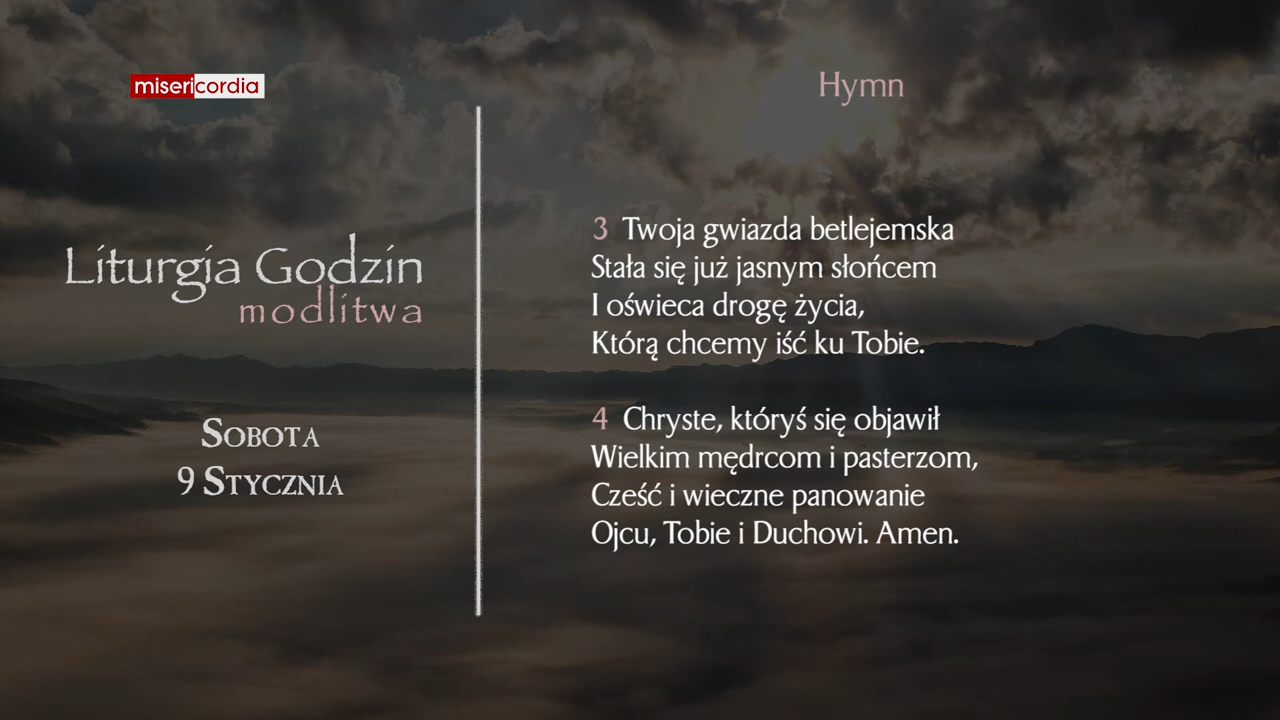 misericordia
Liturgia Godzin
modlitwa
Sobota
9 Stycznia
Hymn
3 Twoja gwiazda betlejemska
Stała się już jasnym słońcem
I oświeca drogę życia,
Którą chcemy iść ku Tobie.
4 Chryste, któryś się objawił
Wielkim mędrcom i pasterzom,
Cześć i wieczne panowanie
Ojcu, Tobie i Duchowi. Amen.